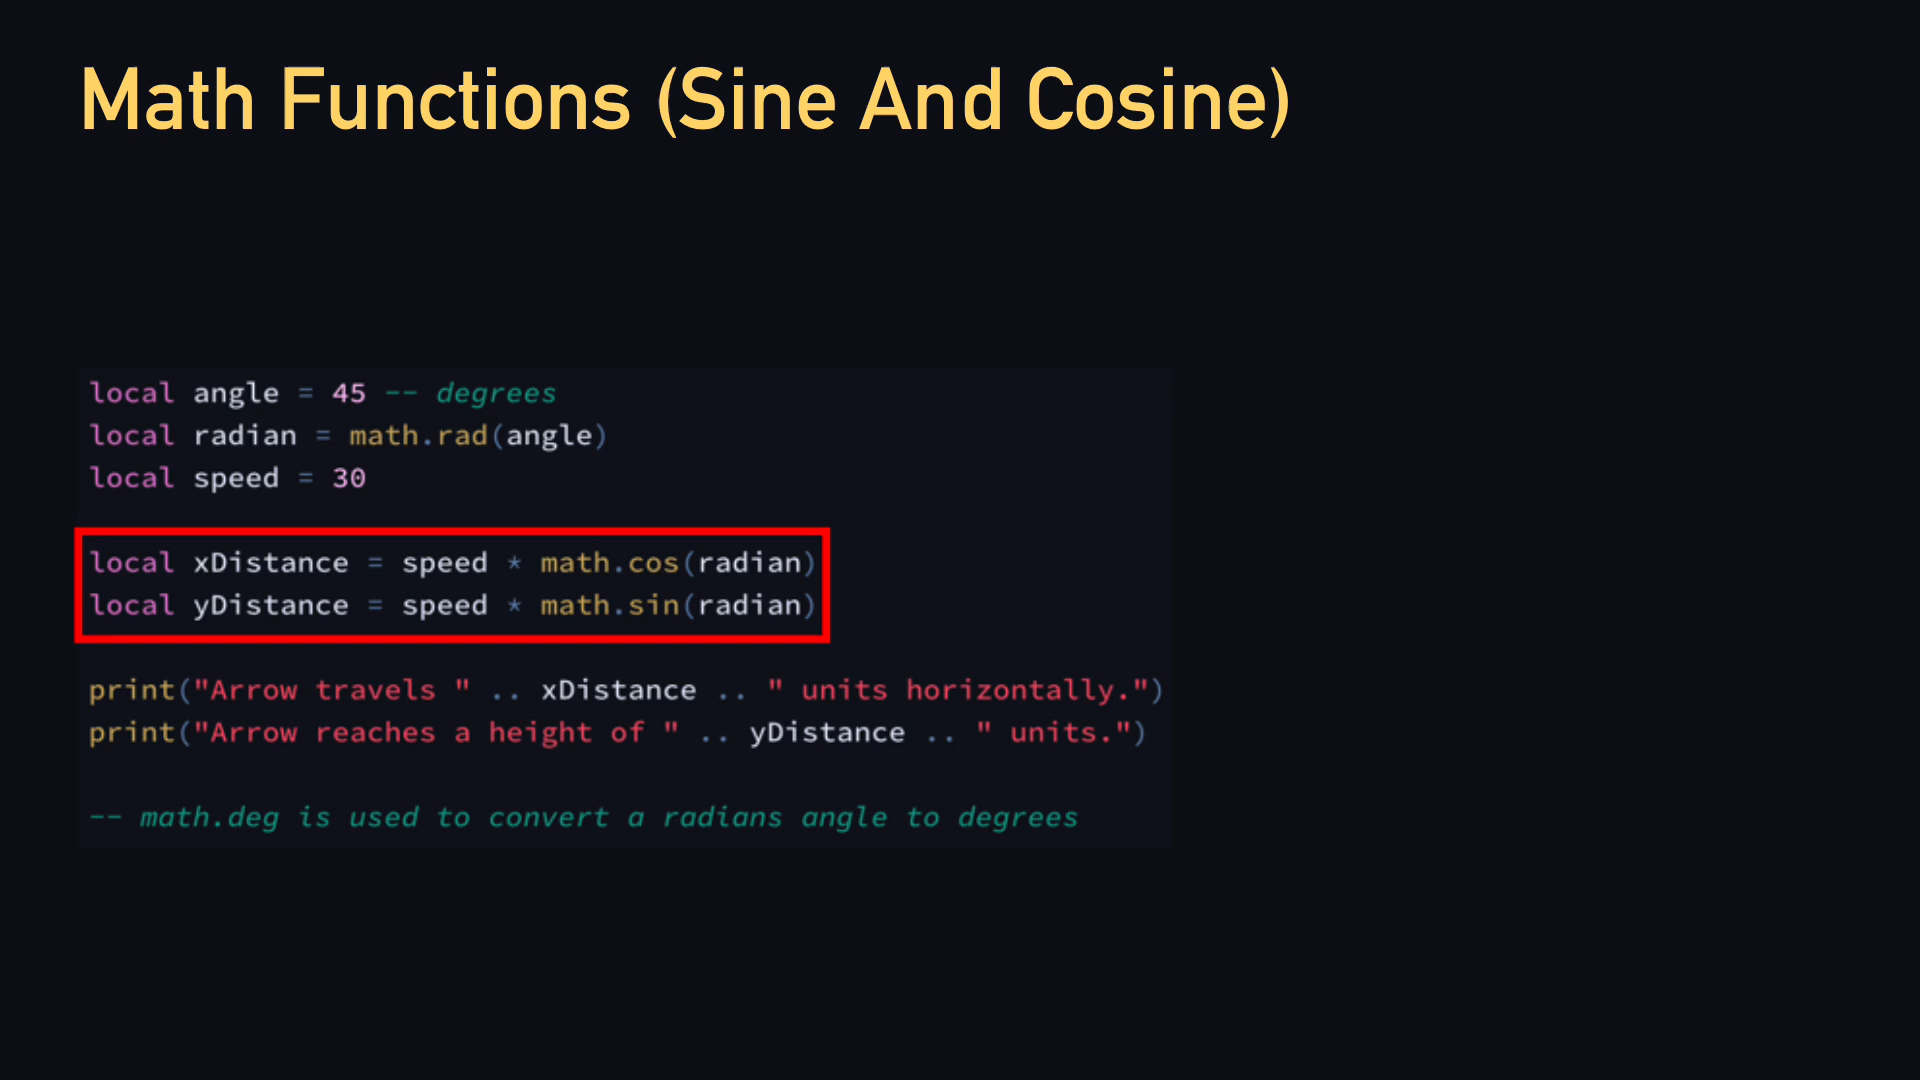 Math Functions (Sine And Cosine)
local angle = 45 -- degrees
local radian = math.rad(angle)
local speed = 30
local xDistance = speed * math.cos(radian)
local yDistance = speed * math.sin(radian)
print("Arrow travels " .. xDistance .. " units horizontally.")
print("Arrow reaches a height of " .. yDistance .. " units.")
-- math.deg is used to convert a radians angle to degrees